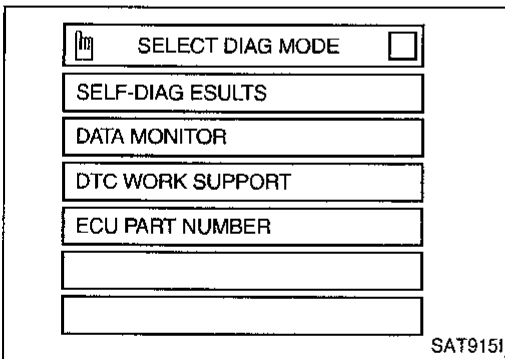 SELECT DIAG MODE
SELF-DIAG ESULTS
DATA MONITOR
DTC WORK SUPPORT
ECU PART NUMBER
SAT915I